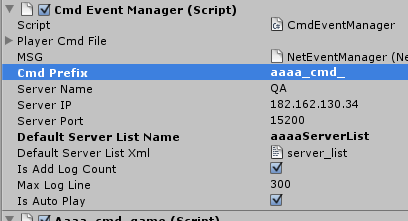 Cmd Event Manager (Script)
Script CmdEventManager
Player Cmd File
MSG NetEventManager (Ne
Cmd Prefix aaaa_cmd_
Server Name QA
Server IP 182.162.130.34
Server Port 15200
Default Server List Name aaaaServerList
Default Server List Xml server_list
Is Add Log Count
Max Log Line 300
Is Auto Play
Aaaa_cmd_game (Script)